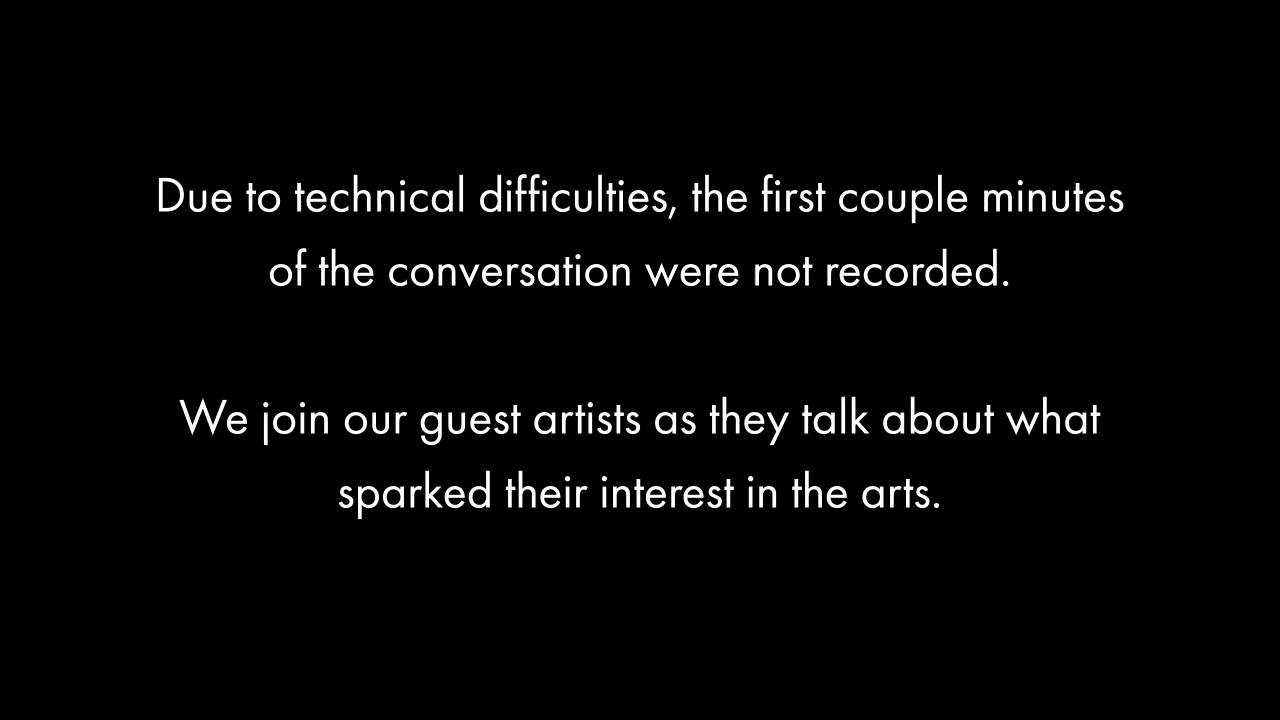 Due to technical difficulties, the first couple minutes
of the conversation were not recorded.
We join our guest artists as they talk about what
sparked their interest in the arts.